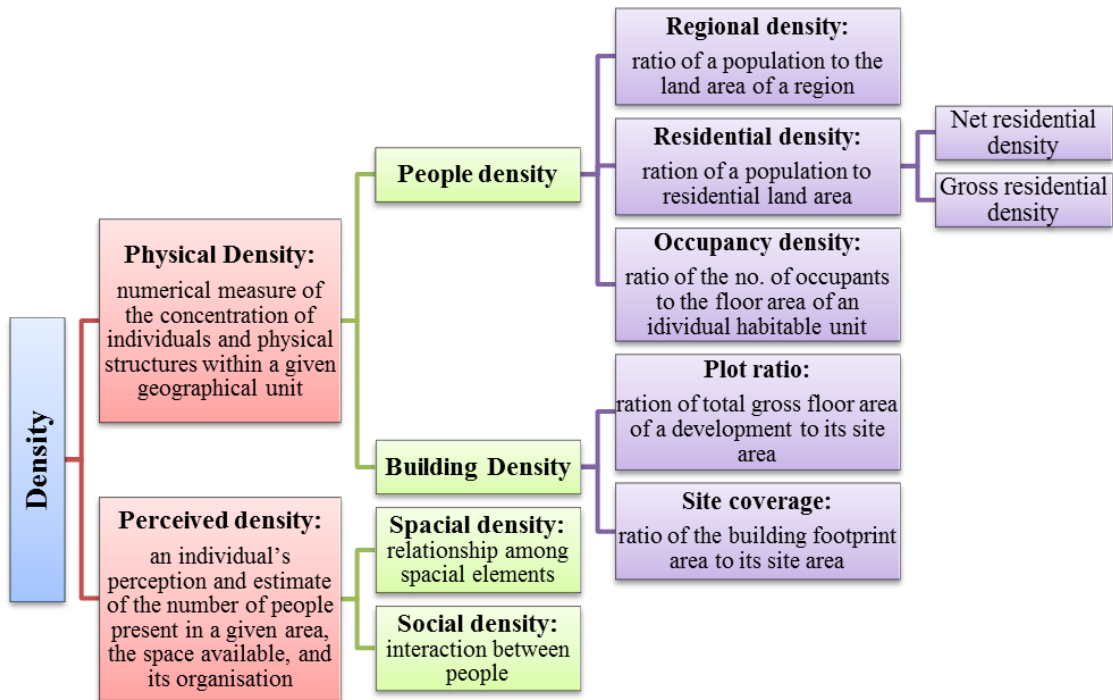 Density
Physical Density:
numerical measure of
the concentration of
individuals and physical
structures within a given
geographical unit
Perceived density:
an individual’s
perception and estimate
of the number of people
present in a given area,
the space available, and
its organisation
People density
Building Density
Spacial density:
relationship among
spacial elements
Social density:
interaction between
people
Regional density:
ratio of a population to the
land area of a region
Residential density:
ration of a population to
residential land area
Occupancy density:
ratio of the no. of occupants
to the floor area of an
idividual habitable unit
Plot ratio:
ration of total gross floor area
of a development to its site
area
Site coverage:
ratio of the building footprint
area to its site area
Net residential
density
Gross residential
density